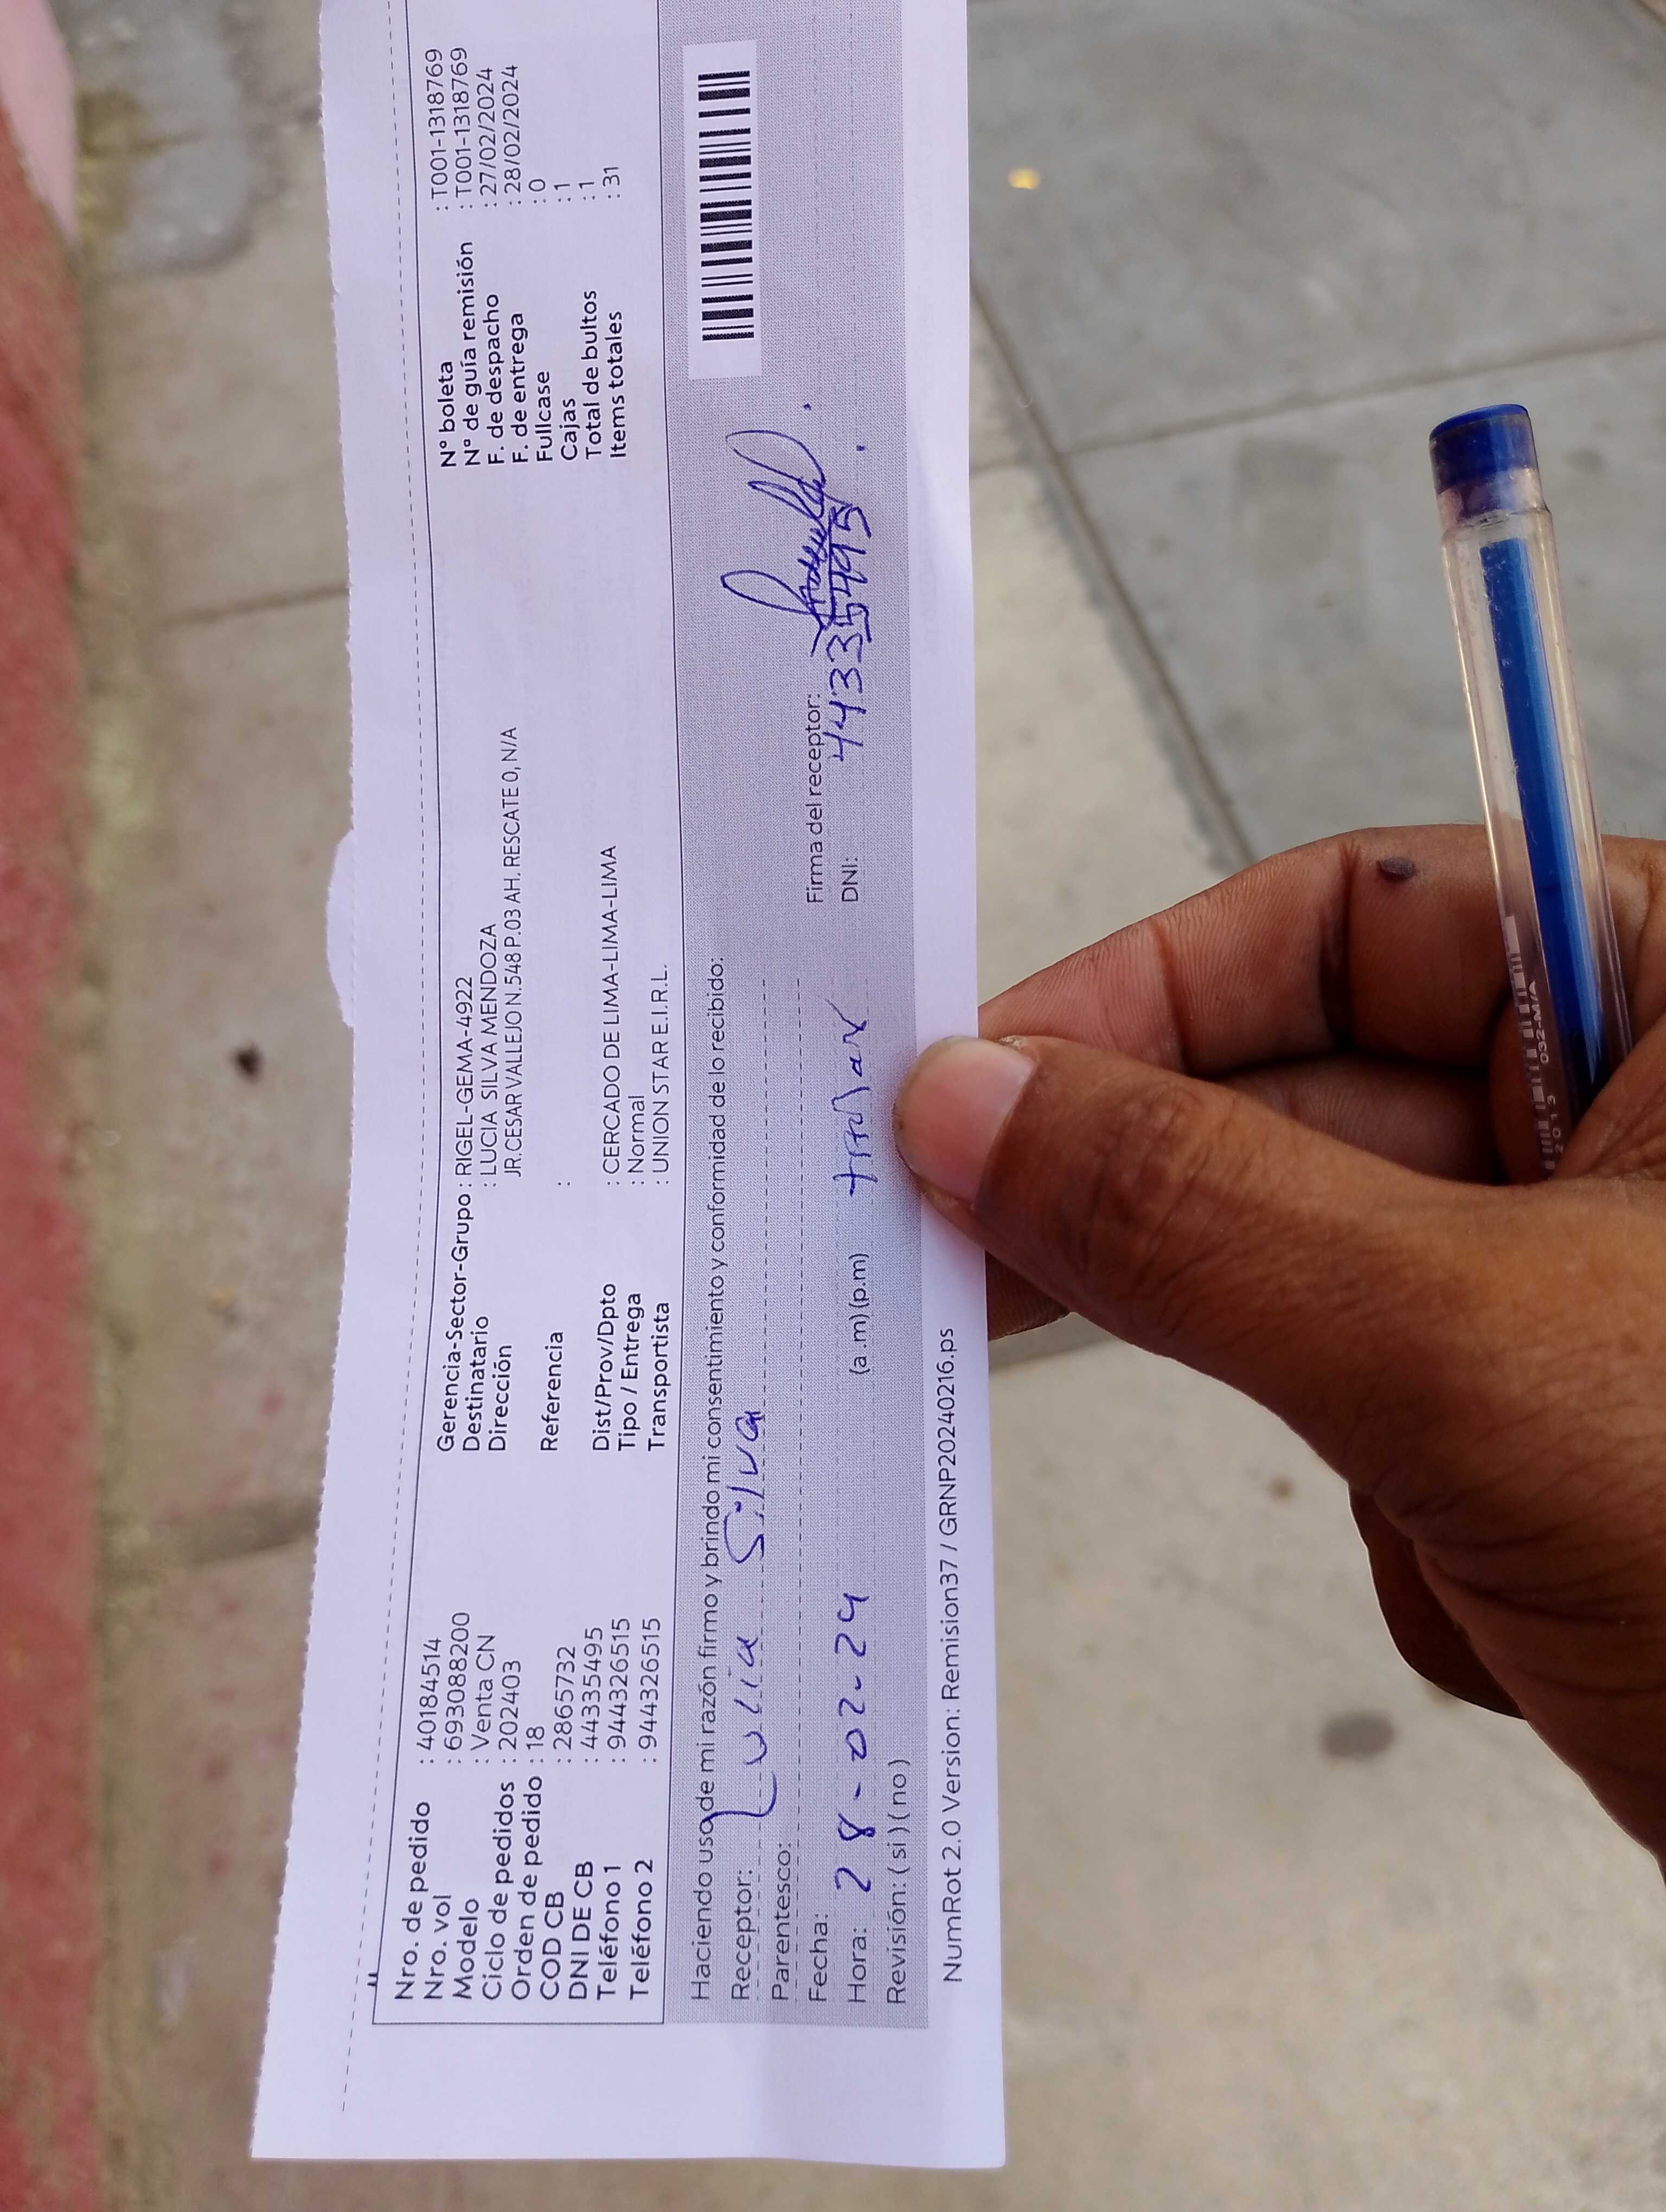 Nro. de pedido : 40184514
Nro. vol : 693088200
Modelo : Venta CN
Ciclo de pedidos : 202403
Orden de pedido : 18
COD CB : 2865732
DNI DE CB : 44335495
Teléfono 1 : 944326515
Teléfono 2 : 944326515
Gerencia-Sector-Grupo : RIGEL-GEMA-4922
Destinatario : LUCIA SILVA MENDOZA
Dirección JR.CESAR VALLEJO N.548 P.03 AH. RESCATE 0, N/A
Referencia :
Dist/Prov/Dpto : CERCADO DE LIMA-LIMA-LIMA
Tipo / Entrega : Normal
Transportista : UNION STAR E.I.R.L.
N° boleta : T001-1318769
N° de guía remisión : T001-1318769
F. de despacho : 27/02/2024
F. de entrega : 28/02/2024
Fullcase : 0
Cajas : 1
Total de bultos : 1
Items totales : 31
Haciendo uso de mi razón firmo y brindo mi consentimiento y conformidad de lo recibido:
Receptor: Lucia Silva
Parentesco:
Fecha: 28-02-24
Firma del receptor:
Hora: (a.m)(p.m)
DNI: 44335495
Revisión: ( si ) ( no )
NumRot 2.0 Version: Remision37 / GRNP20240216.ps